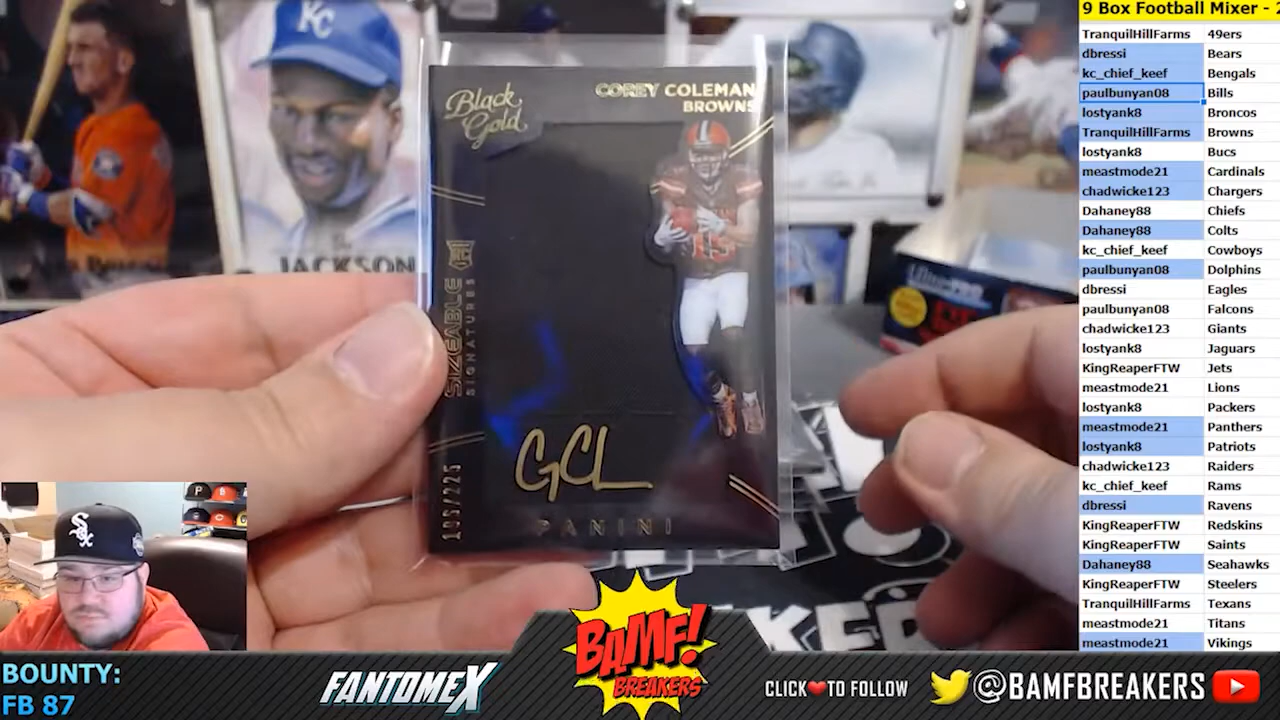 9 Box Football Mixer - 2
TranquilHillFarms 49ers
dbressi Bears
kc_chief_keef Bengals
paulbunyan08 Bills
lostyank8 Broncos
TranquilHillFarms Browns
lostyank8 Bucs
meastmode21 Cardinals
chadwicke123 Chargers
Dahaney88 Chiefs
Dahaney88 Colts
kc_chief_keef Cowboys
paulbunyan08 Dolphins
dbressi Eagles
paulbunyan08 Falcons
chadwicke123 Giants
lostyank8 Jaguars
KingReaperFTW Jets
meastmode21 Lions
lostyank8 Packers
meastmode21 Panthers
lostyank8 Patriots
chadwicke123 Raiders
kc_chief_keef Rams
dbressi Ravens
KingReaperFTW Redskins
KingReaperFTW Saints
Dahaney88 Seahawks
KingReaperFTW Steelers
TranquilHillFarms Texans
meastmode21 Titans
meastmode21 Vikings
KC
JACKSON
Black
Gold
COREY COLEMAN
BROWNS
15
SIZEABLE
SIGNATURES
PANINI
Sox
BOUNTY:
FB 87
FANTOMEX
BAMF!
BREAKERS
CLICK❤TO FOLLOW
@BAMFBREAKERS